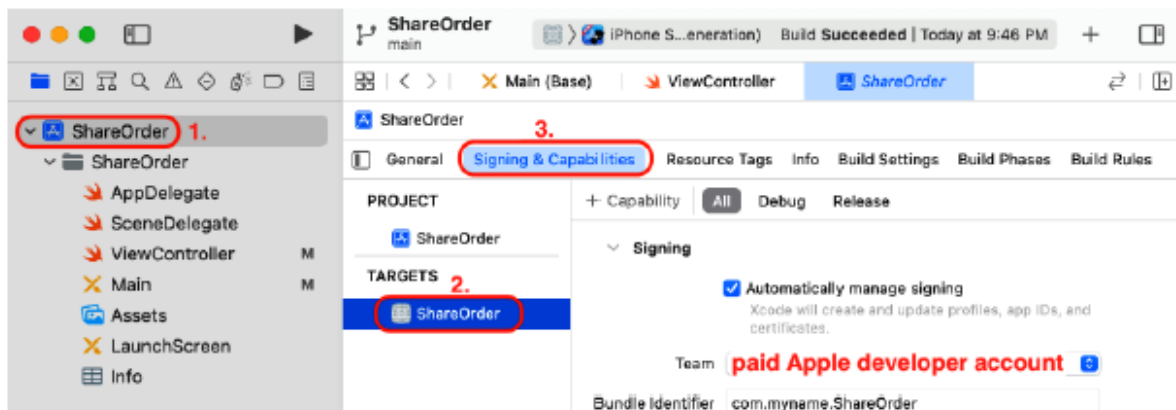 ShareOrder
main
iPhone S...eneration) Build Succeeded | Today at 9:46 PM
Main (Base) ViewController ShareOrder
ShareOrder 1.
ShareOrder
AppDelegate
SceneDelegate
ViewController M
Main M
Assets
LaunchScreen
Info
ShareOrder
3.
General Signing & Capabilities Resource Tags Info Build Settings Build Phases Build Rules
PROJECT
ShareOrder
TARGETS
2.
ShareOrder
+ Capability All Debug Release
Signing
Automatically manage signing
Xcode will create and update profiles, app IDs, and
certificates.
Team paid Apple developer account
Bundle Identifier com.myname.ShareOrder